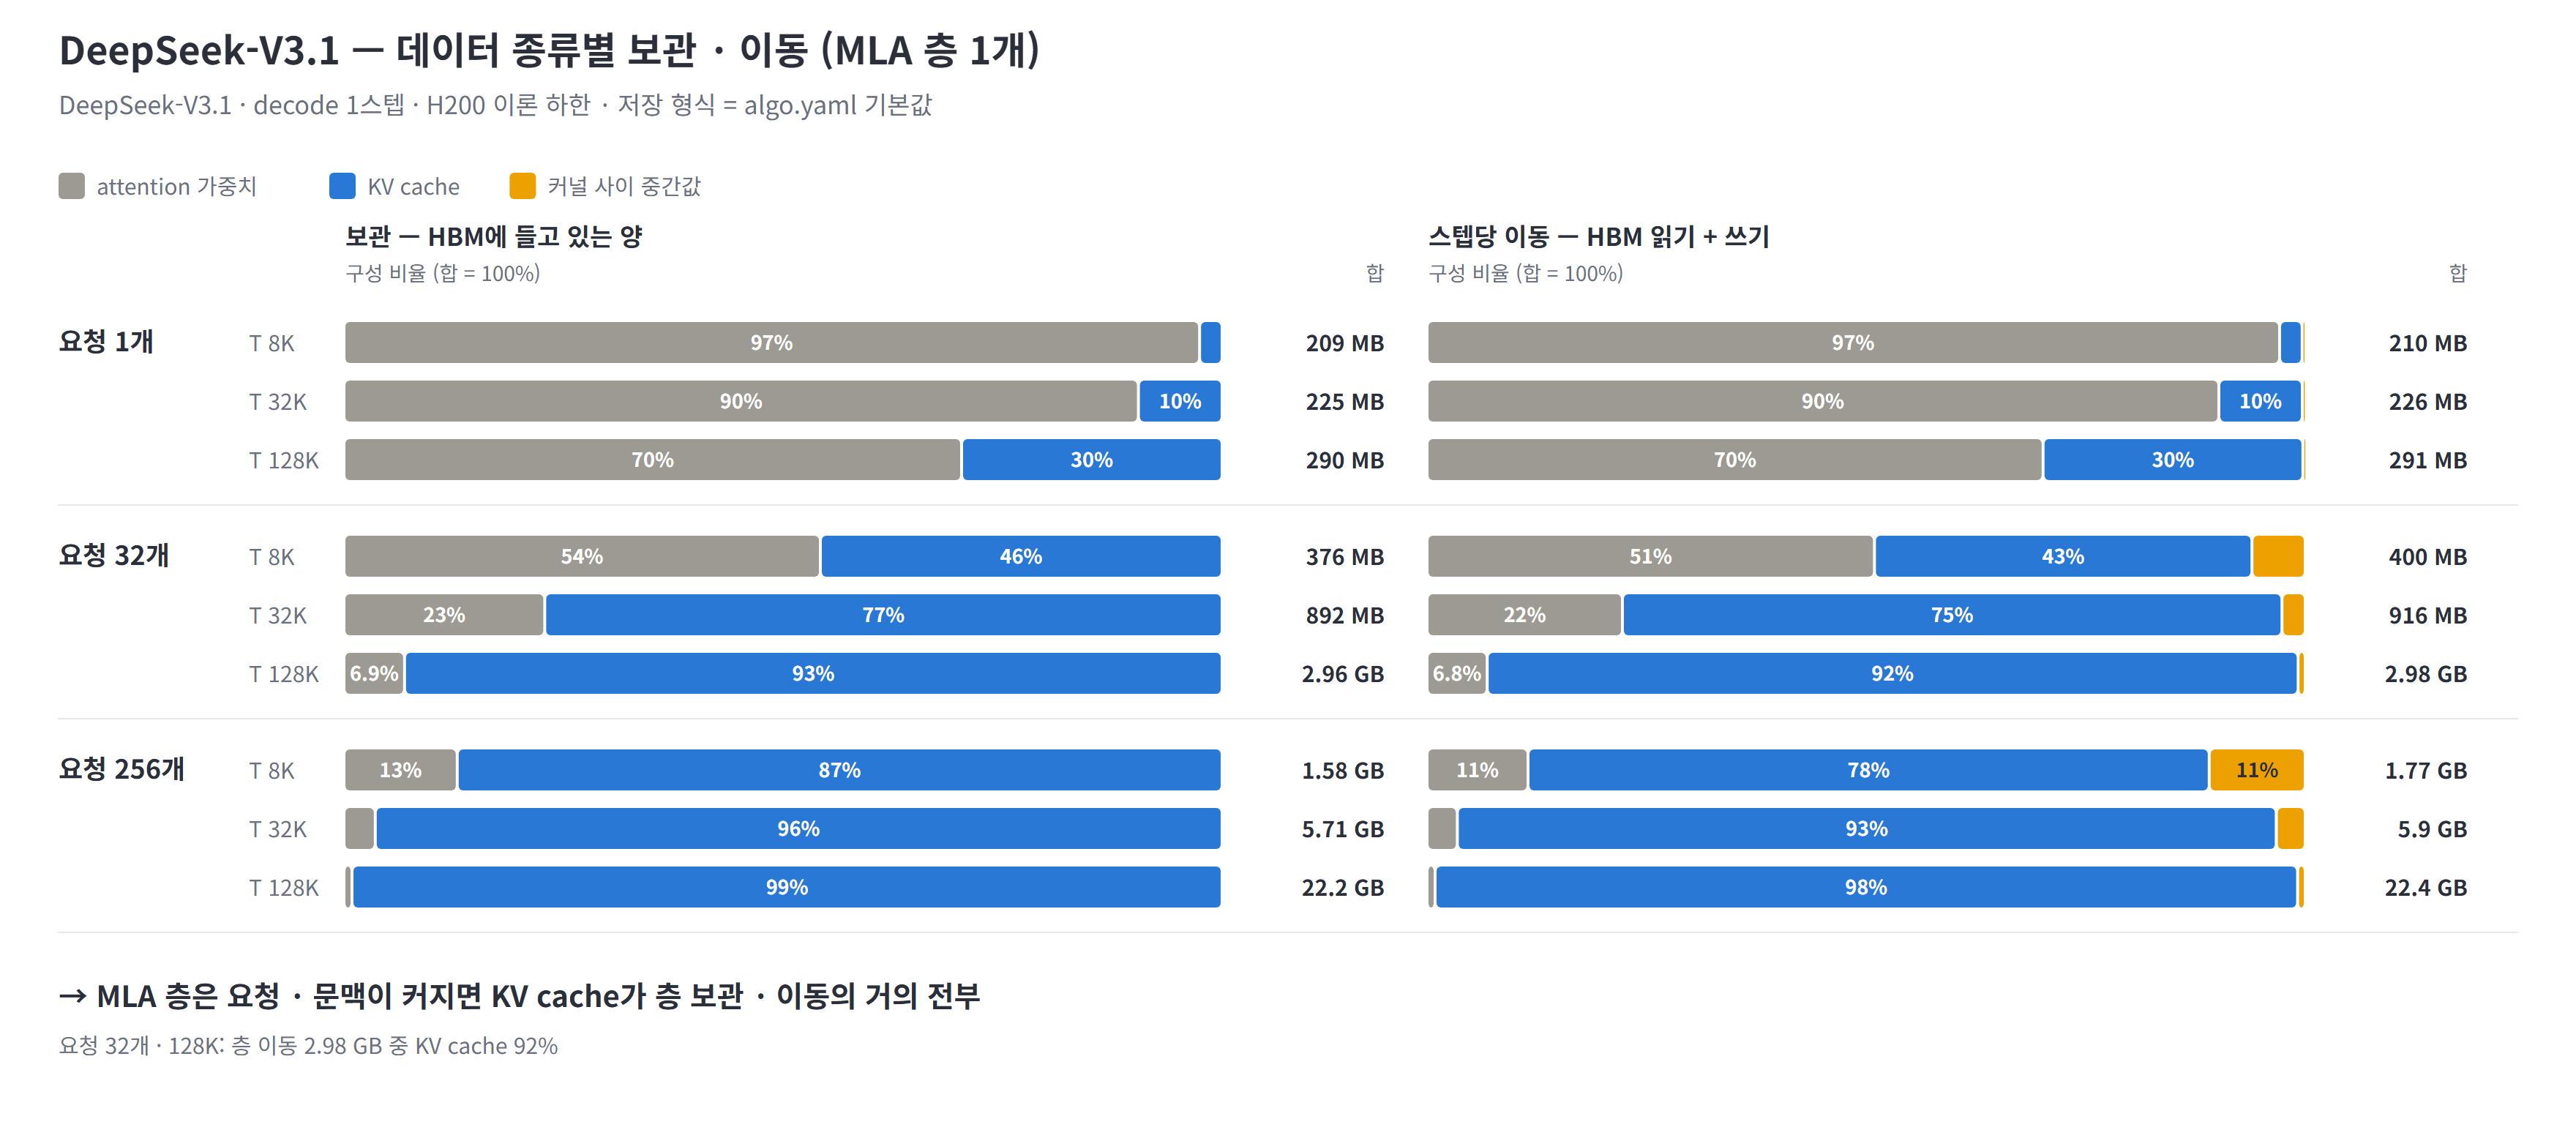 DeepSeek-V3.1 — 데이터 종류별 보관 · 이동 (MLA 층 1개)
DeepSeek-V3.1 · decode 1스텝 · H200 이론 하한 · 저장 형식 = algo.yaml 기본값
attention 가중치 KV cache 커널 사이 중간값
보관 — HBM에 들고 있는 양 스텝당 이동 — HBM 읽기 + 쓰기
구성 비율 (합 = 100%) 합 구성 비율 (합 = 100%) 합
요청 1개 T 8K 97% 209 MB 97% 210 MB
T 32K 90% 10% 225 MB 90% 10% 226 MB
T 128K 70% 30% 290 MB 70% 30% 291 MB
요청 32개 T 8K 54% 46% 376 MB 51% 43% 400 MB
T 32K 23% 77% 892 MB 22% 75% 916 MB
T 128K 6.9% 93% 2.96 GB 6.8% 92% 2.98 GB
요청 256개 T 8K 13% 87% 1.58 GB 11% 78% 11% 1.77 GB
T 32K 96% 5.71 GB 93% 5.9 GB
T 128K 99% 22.2 GB 98% 22.4 GB
→ MLA 층은 요청 · 문맥이 커지면 KV cache가 층 보관 · 이동의 거의 전부
요청 32개 · 128K: 층 이동 2.98 GB 중 KV cache 92%